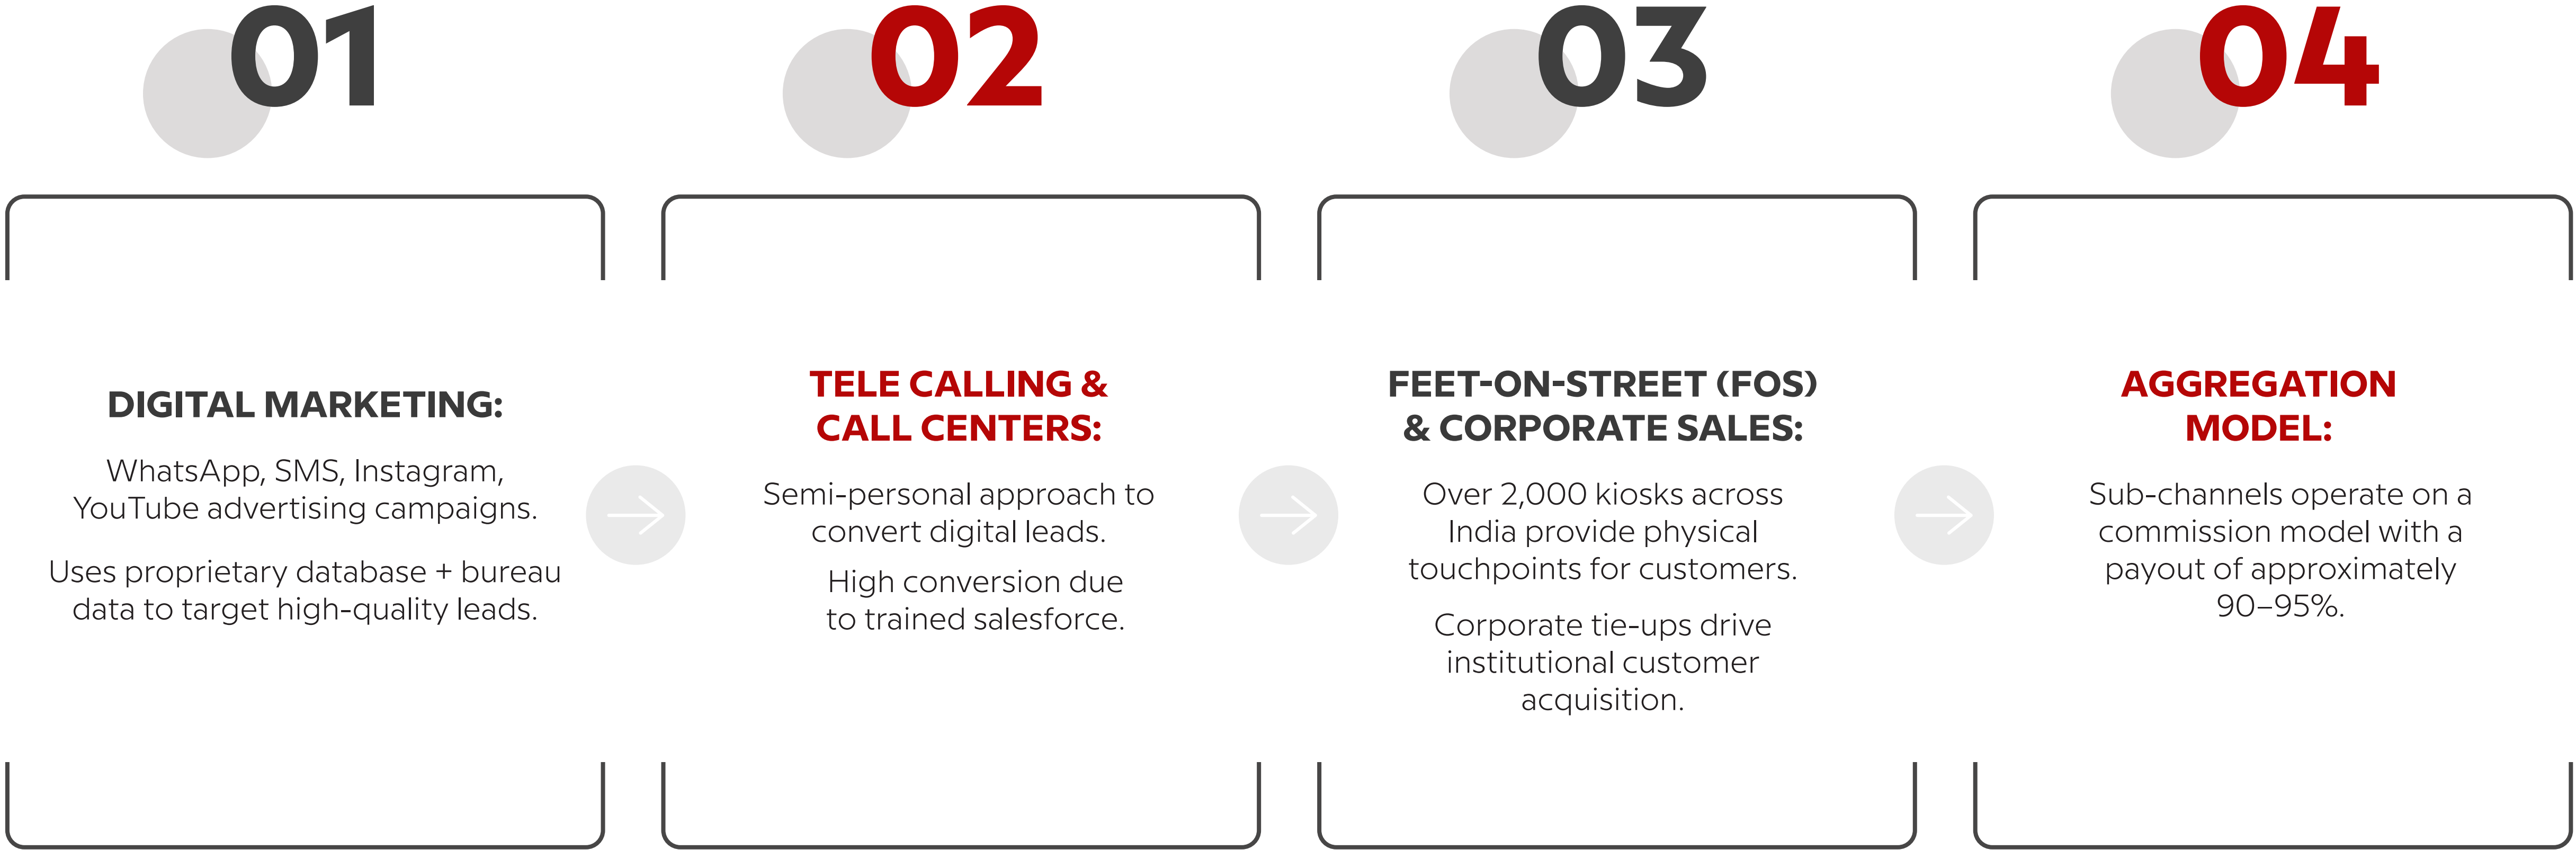 01
DIGITAL MARKETING:
WhatsApp, SMS, Instagram,
YouTube advertising campaigns.
Uses proprietary database + bureau
data to target high-quality leads.
02
TELE CALLING &
CALL CENTERS:
Semi-personal approach to
convert digital leads.
High conversion due
to trained salesforce.
03
FEET-ON-STREET (FOS)
& CORPORATE SALES:
Over 2,000 kiosks across
India provide physical
touchpoints for customers.
Corporate tie-ups drive
institutional customer
acquisition.
04
AGGREGATION
MODEL:
Sub-channels operate on a
commission model with a
payout of approximately
90–95%.